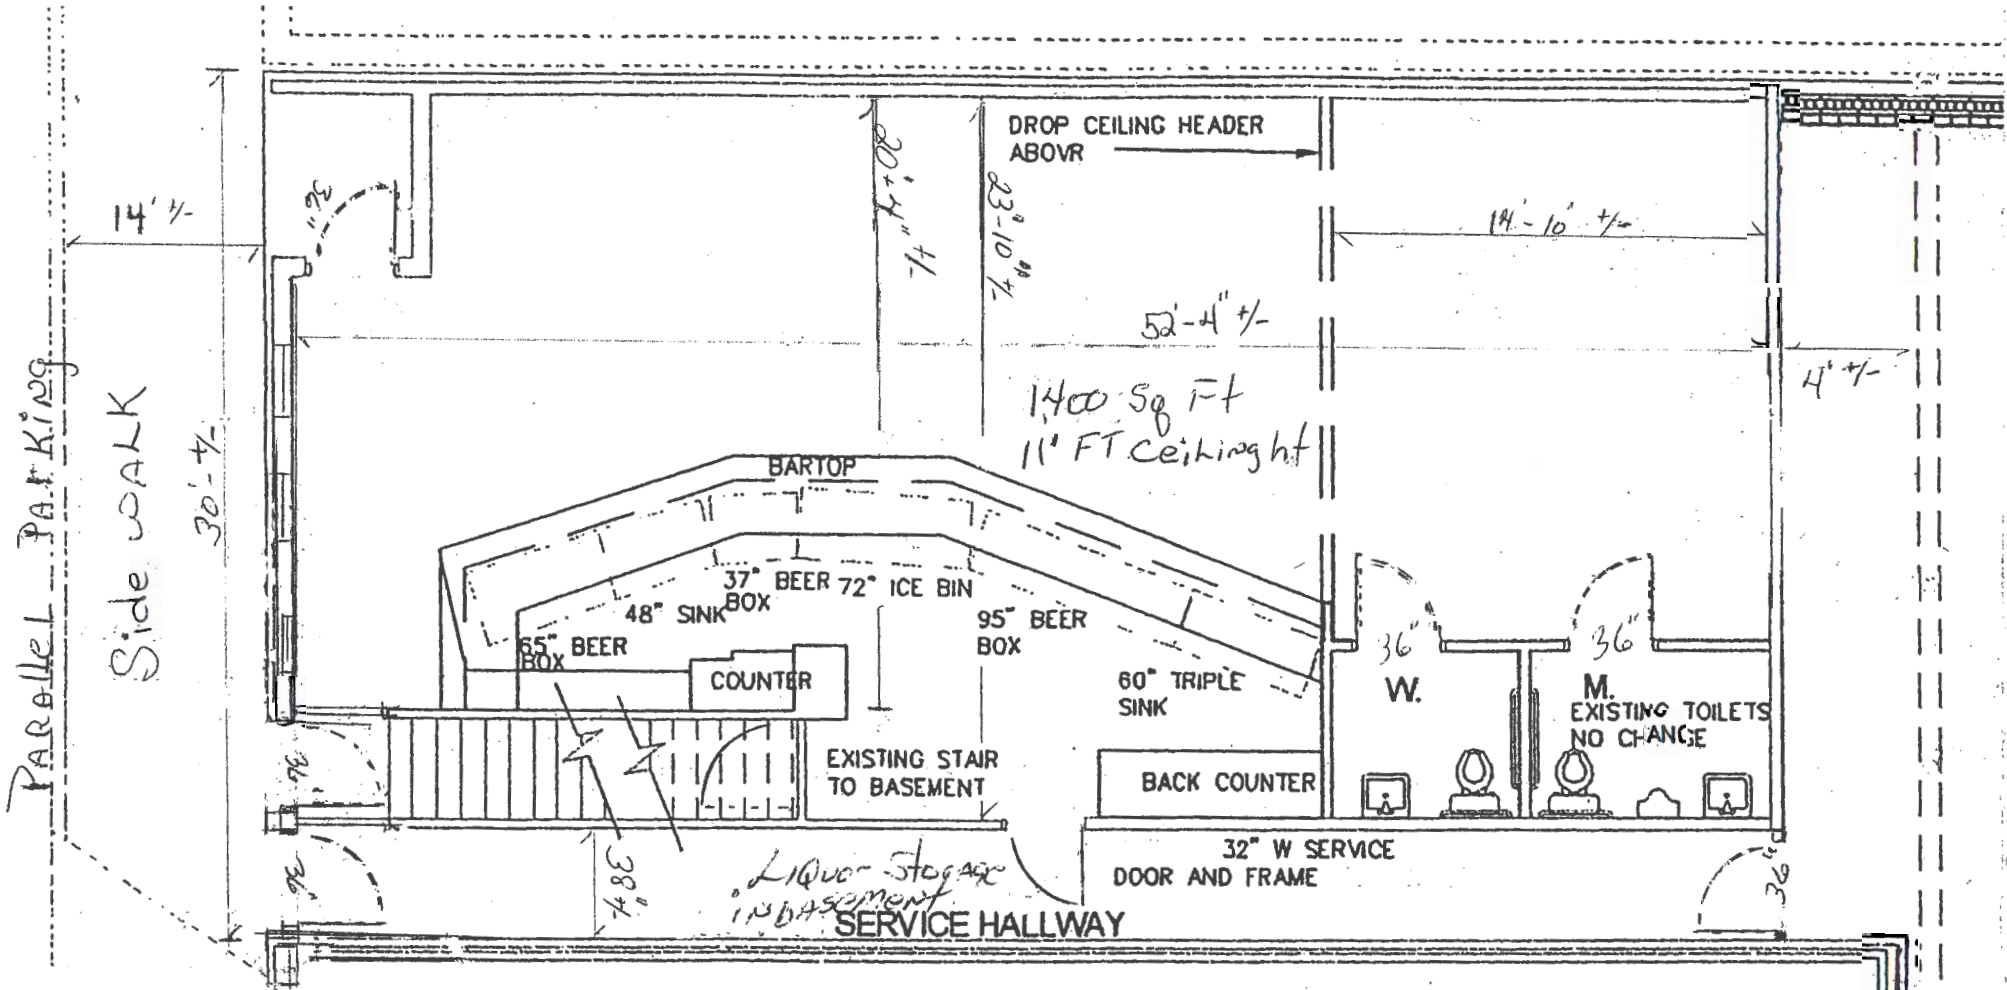 DROP CEILING HEADER
ABOVR
36"
14' +/-
20'+4" +/-
23'-10" +/-
14'-10" +/-
52'-4" +/-
4' +/-
1400 Sq Ft
11' FT Ceiling ht
PARAlleL PARKiNG
Side WALK
30'-+/-
BARTOP
37" BEER
BOX
72" ICE BIN
48" SINK
65" BEER
BOX
95" BEER
BOX
COUNTER
60" TRIPLE
SINK
36"
36"
W.
M.
EXISTING TOILETS
NO CHANGE
36"
EXISTING STAIR
TO BASEMENT
BACK COUNTER
36"
38" +/-
LiQuor Storage
iN bASEMENT
SERVICE HALLWAY
32" W SERVICE
DOOR AND FRAME
36"